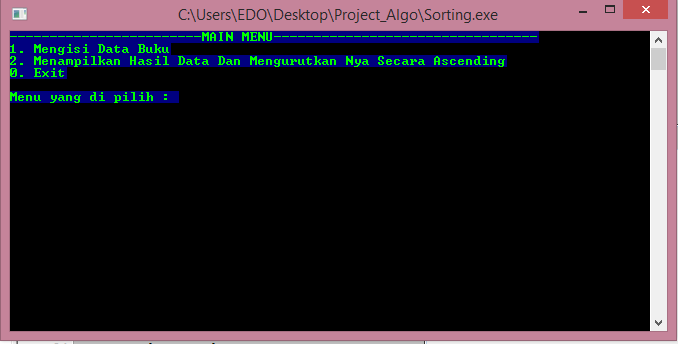 C:\Users\EDO\Desktop\Project_Algo\Sorting.exe
------------------------MAIN MENU---------------------------------
1. Mengisi Data Buku
2. Menampilkan Hasil Data Dan Mengurutkan Nya Secara Ascending
0. Exit
Menu yang di pilih :